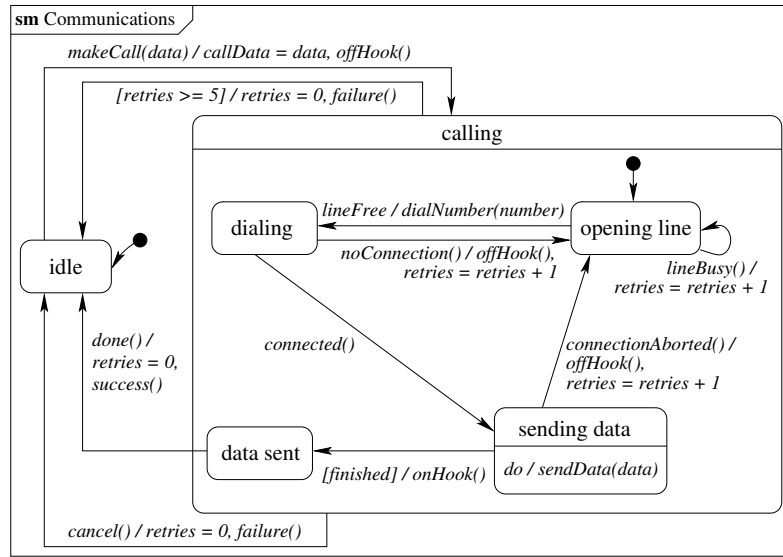 sm Communications
makeCall(data) / callData = data, offHook()
[retries >= 5] / retries = 0, failure()
calling
dialing
lineFree / dialNumber(number)
opening line
noConnection() / offHook(),
retries = retries + 1
lineBusy() /
retries = retries + 1
idle
done() /
retries = 0,
success()
connected()
connectionAborted() /
offHook(),
retries = retries + 1
data sent
[finished] / onHook()
sending data
do / sendData(data)
cancel() / retries = 0, failure()